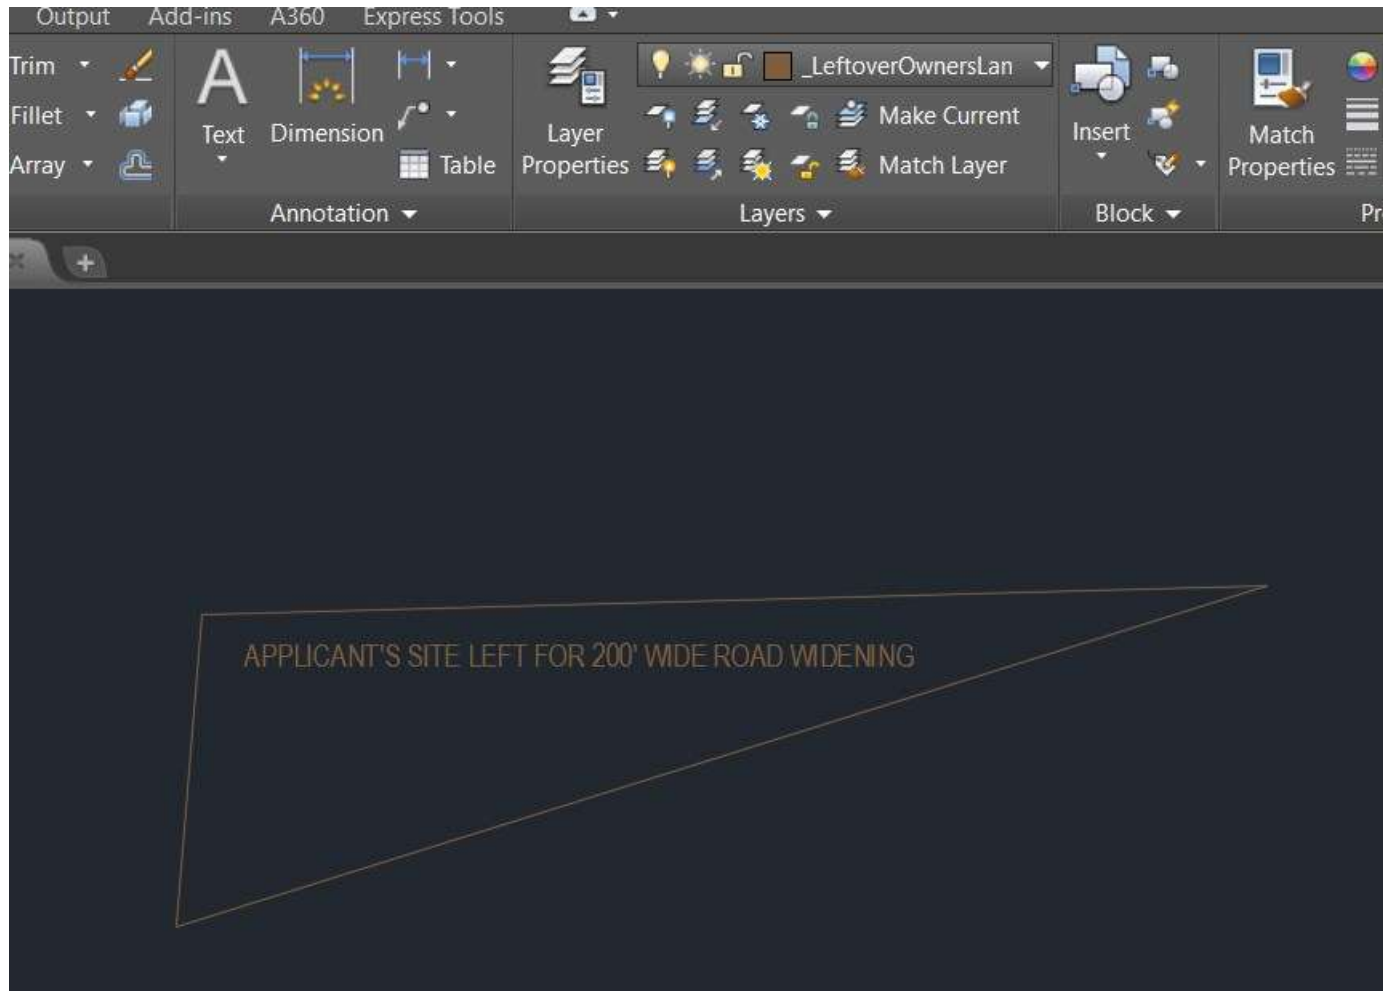 Output Add-ins A360 Express Tools
Trim
Fillet
Array
Text
Dimension
Table
Annotation
Layer
Properties
_LeftoverOwnersLan
Make Current
Match Layer
Layers
Insert
Block
Match
Properties
Pr
APPLICANT'S SITE LEFT FOR 200' WIDE ROAD WIDENING